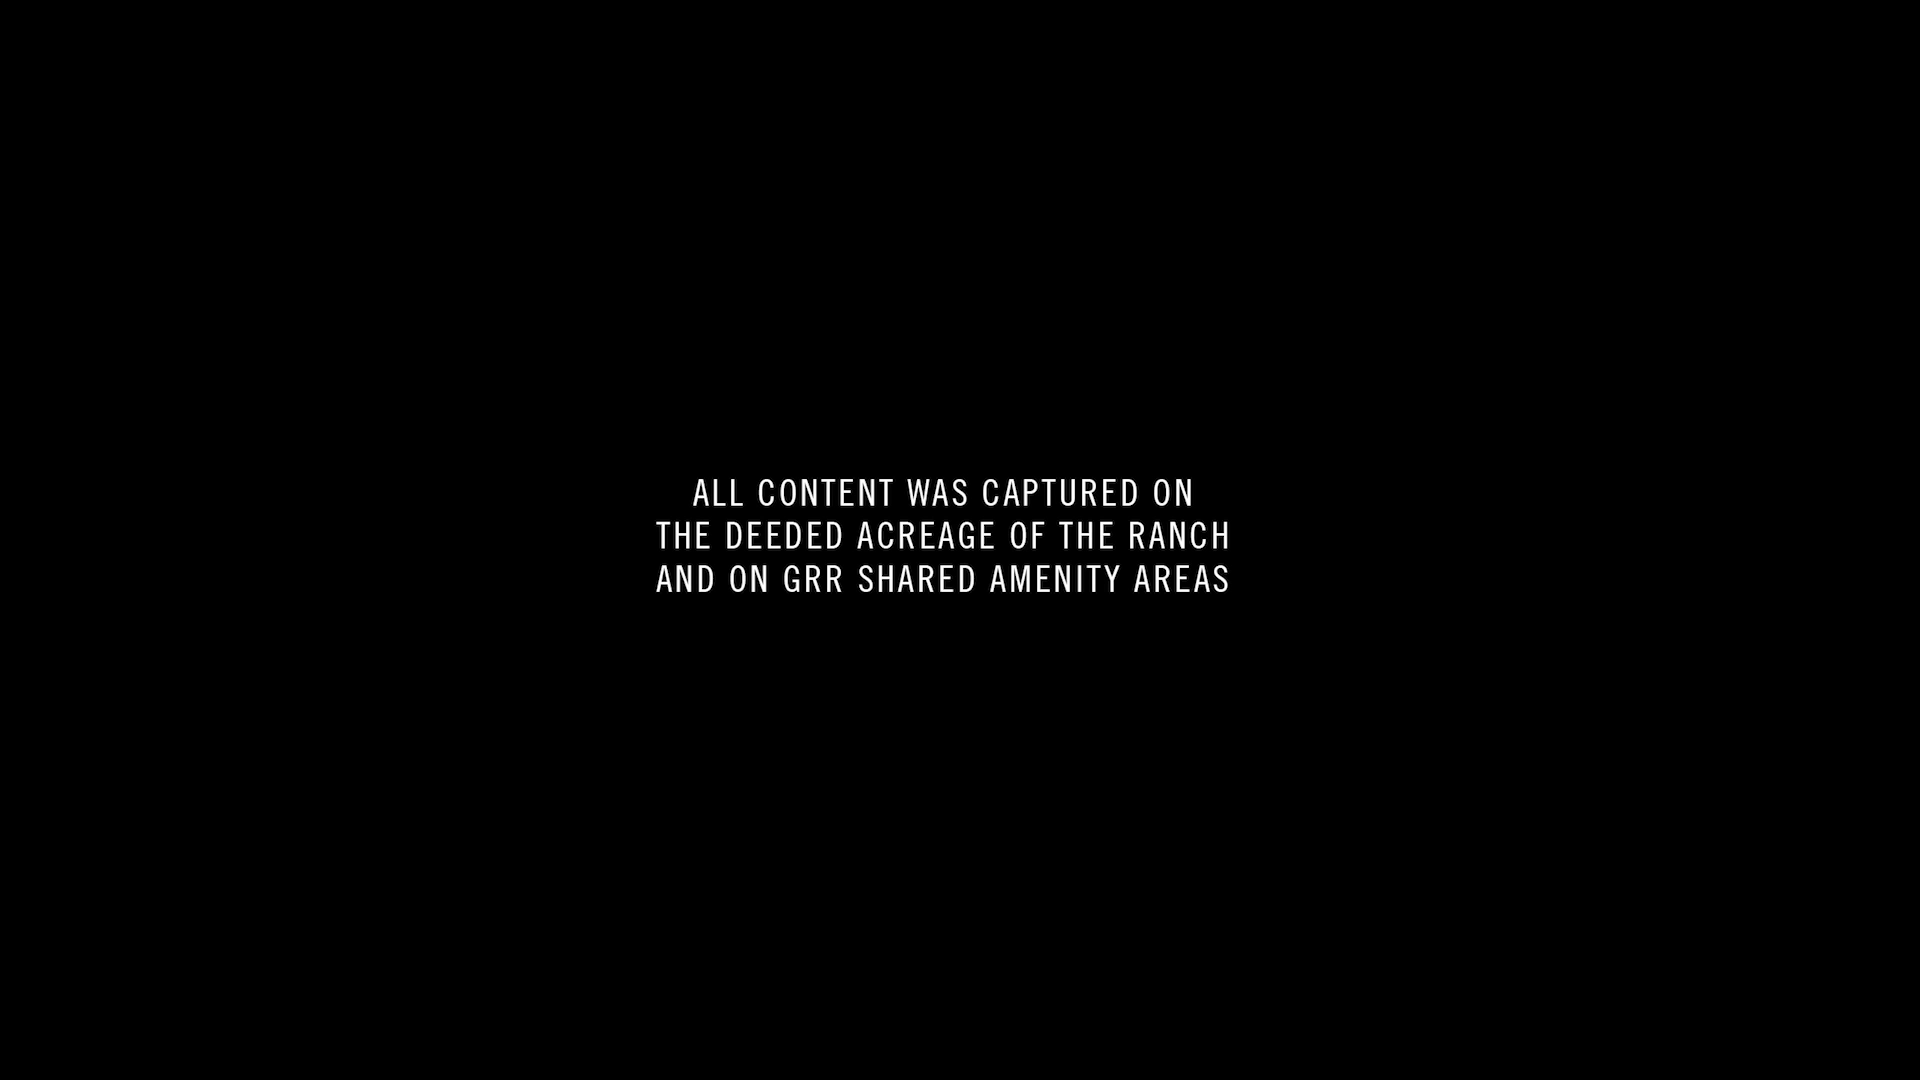 ALL CONTENT WAS CAPTURED ON
THE DEEDED ACREAGE OF THE RANCH
AND ON GRR SHARED AMENITY AREAS